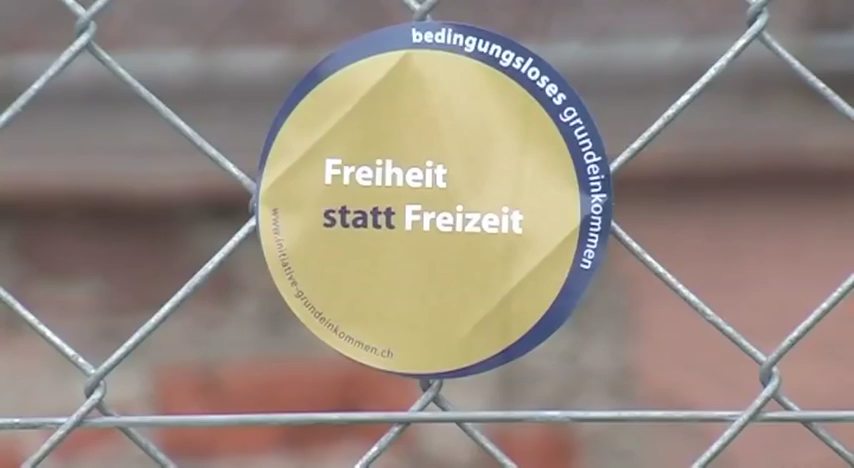 bedingungsloses grundeinkommen
Freiheit
statt Freizeit
www.initiative-grundeinkommen.ch